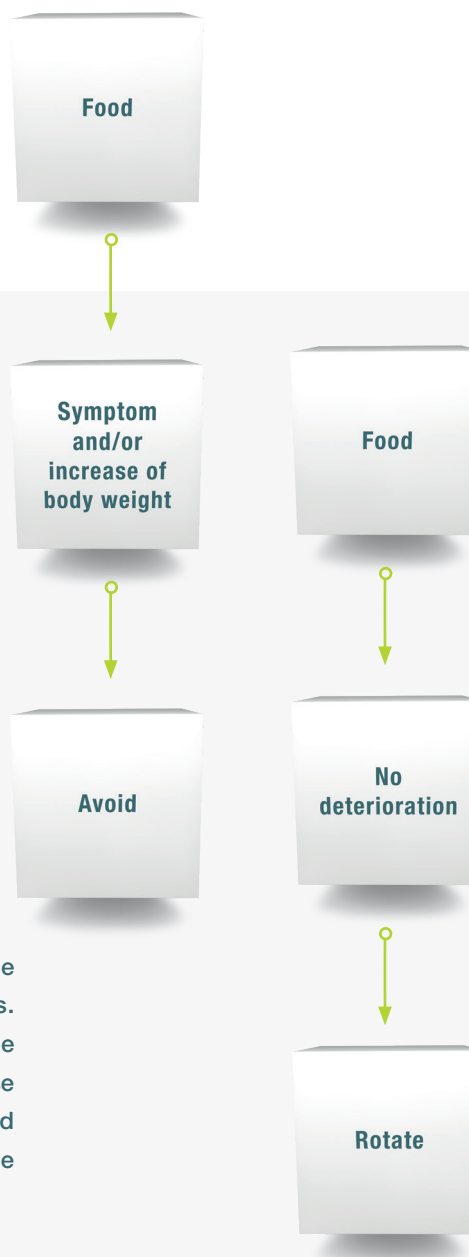 Food
Symptom
and/or
increase of
body weight
Avoid
Food
No
deterioration
Rotate
e
s.
e
e
d
e